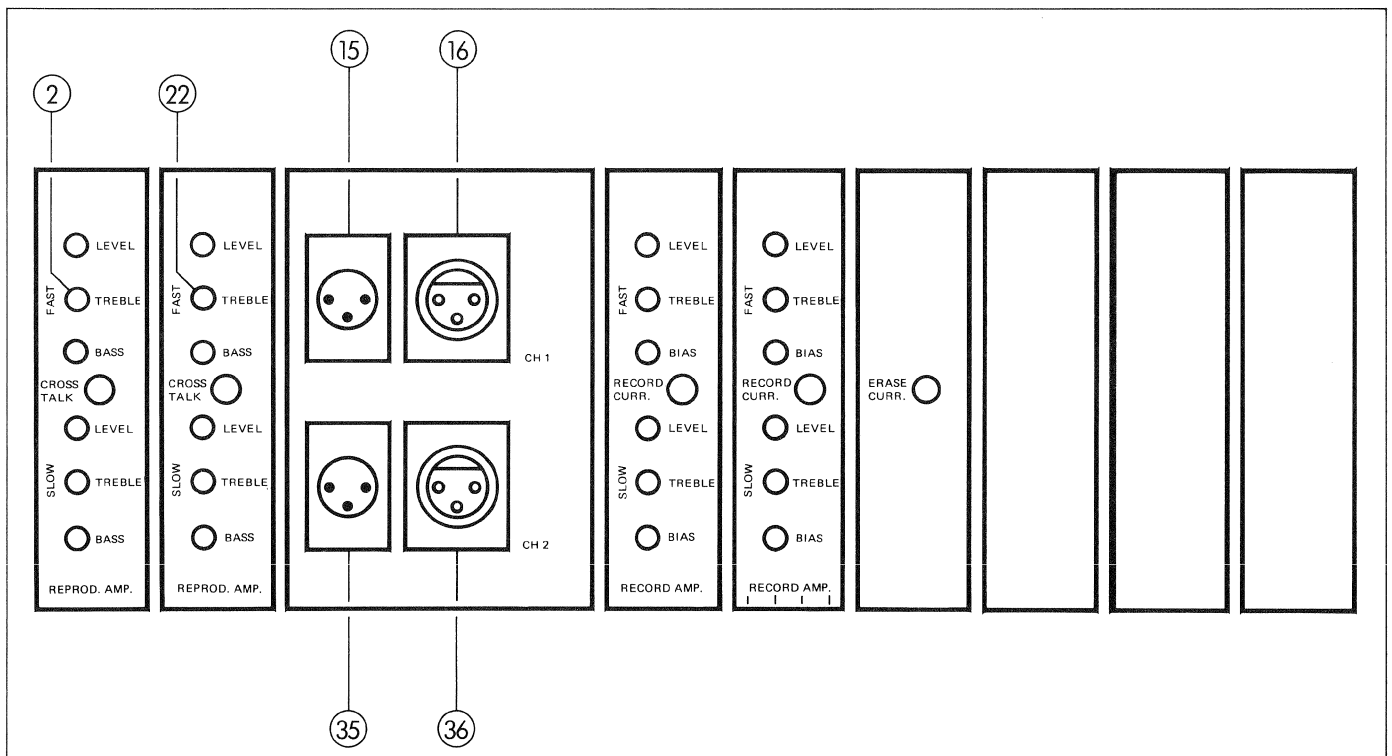 15
16
2
22
LEVEL
FAST
TREBLE
BASS
CROSS
TALK
LEVEL
SLOW
TREBLE
BASS
REPROD. AMP.
LEVEL
FAST
TREBLE
BASS
CROSS
TALK
LEVEL
SLOW
TREBLE
BASS
REPROD. AMP.
CH 1
CH 2
LEVEL
FAST
TREBLE
BIAS
RECORD
CURR.
LEVEL
SLOW
TREBLE
BIAS
RECORD AMP.
LEVEL
FAST
TREBLE
BIAS
RECORD
CURR.
LEVEL
SLOW
TREBLE
BIAS
RECORD AMP.
ERASE
CURR.
35
36